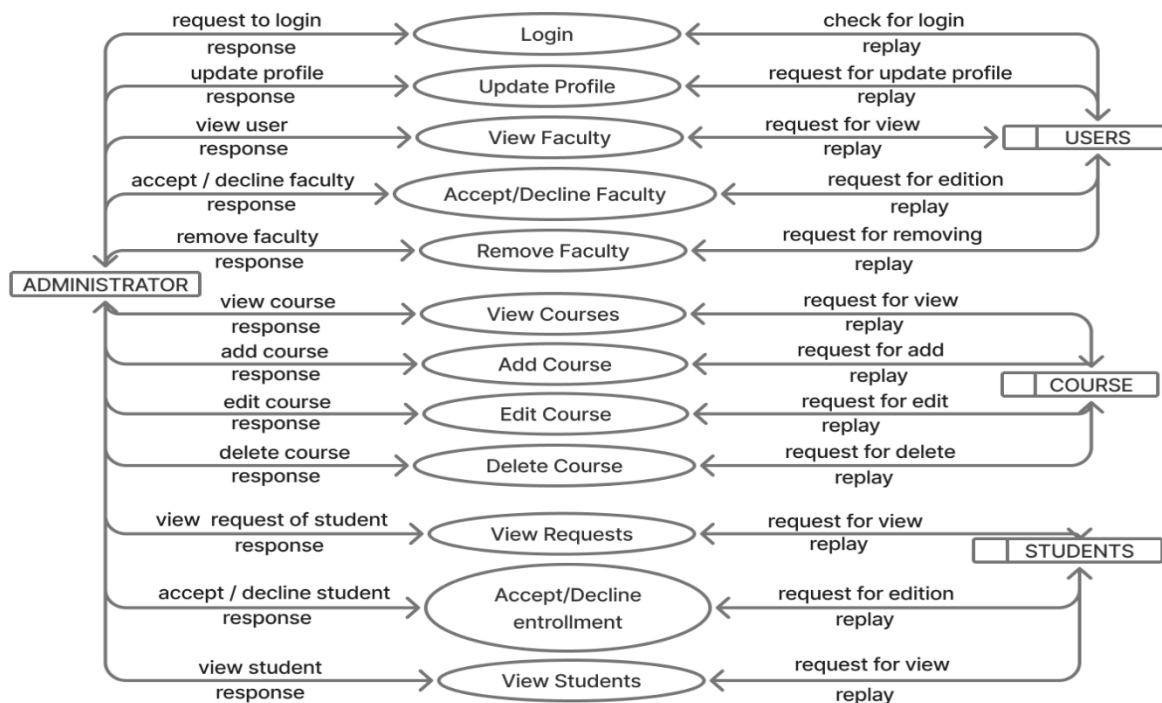 request to login
response
Login
check for login
replay
update profile
response
Update Profile
request for update profile
replay
view user
response
View Faculty
request for view
replay
USERS
accept / decline faculty
response
Accept/Decline Faculty
request for edition
replay
remove faculty
response
Remove Faculty
request for removing
replay
ADMINISTRATOR
view course
response
View Courses
request for view
replay
add course
response
Add Course
request for add
replay
COURSE
edit course
response
Edit Course
request for edit
replay
delete course
response
Delete Course
request for delete
replay
view request of student
response
View Requests
request for view
replay
STUDENTS
accept / decline student
response
Accept/Decline
entrollment
request for edition
replay
view student
response
View Students
request for view
replay